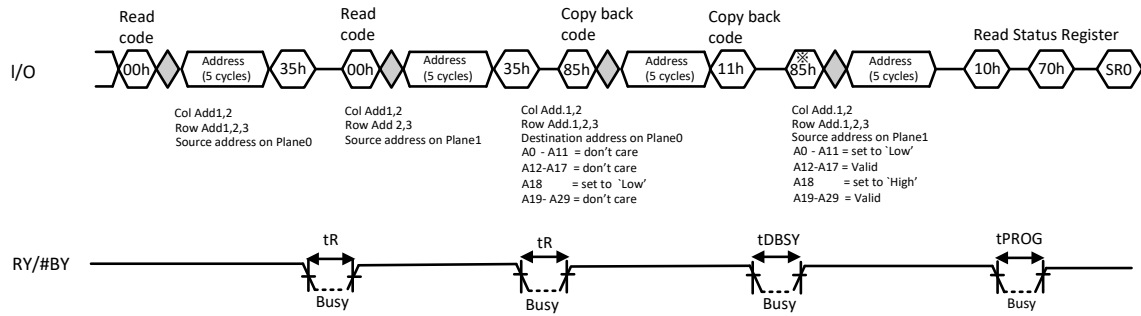 Read
code
Read
code
Copy back
code
Copy back
code
Read Status Register
I/O
00h
Address
(5 cycles)
35h
00h
Address
(5 cycles)
35h
85h
Address
(5 cycles)
11h
※
85h
Address
(5 cycles)
10h
70h
SR0
Col Add1,2
Row Add1,2,3
Source address on Plane0
Col Add1,2
Row Add 2,3
Source address on Plane1
Col Add.1,2
Row Add.1,2,3
Destination address on Plane0
A0 - A11 = don't care
A12-A17 = don't care
A18 = set to `Low'
A19- A29 = don't care
Col Add.1,2
Row Add.1,2,3
Source address on Plane1
A0 - A11 = set to `Low'
A12-A17 = Valid
A18 = set to `High'
A19-A29 = Valid
RY/#BY
tR
tR
tDBSY
tPROG
Busy
Busy
Busy
Busy